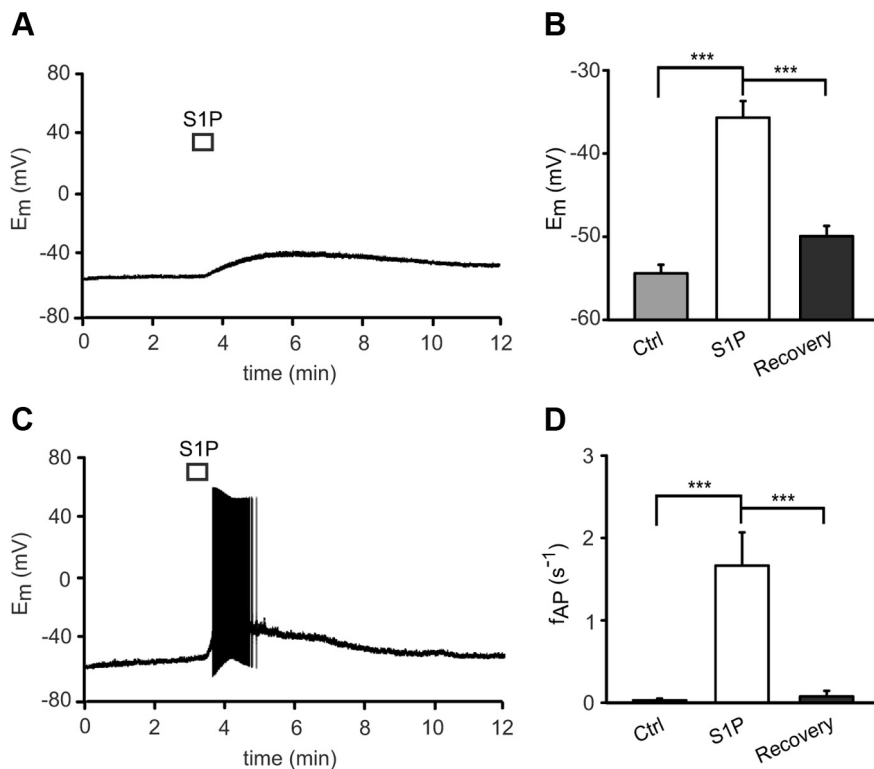 A
80
40
0
-40
-80
Em (mV)
S1P
0 2 4 6 8 10 12
time (min)
B
-30
-40
-50
-60
Em (mV)
*** ***
Ctrl S1P Recovery
C
80
40
0
-40
-80
Em (mV)
S1P
0 2 4 6 8 10 12
time (min)
D
3
2
1
0
fAP (s-1)
*** ***
Ctrl S1P Recovery